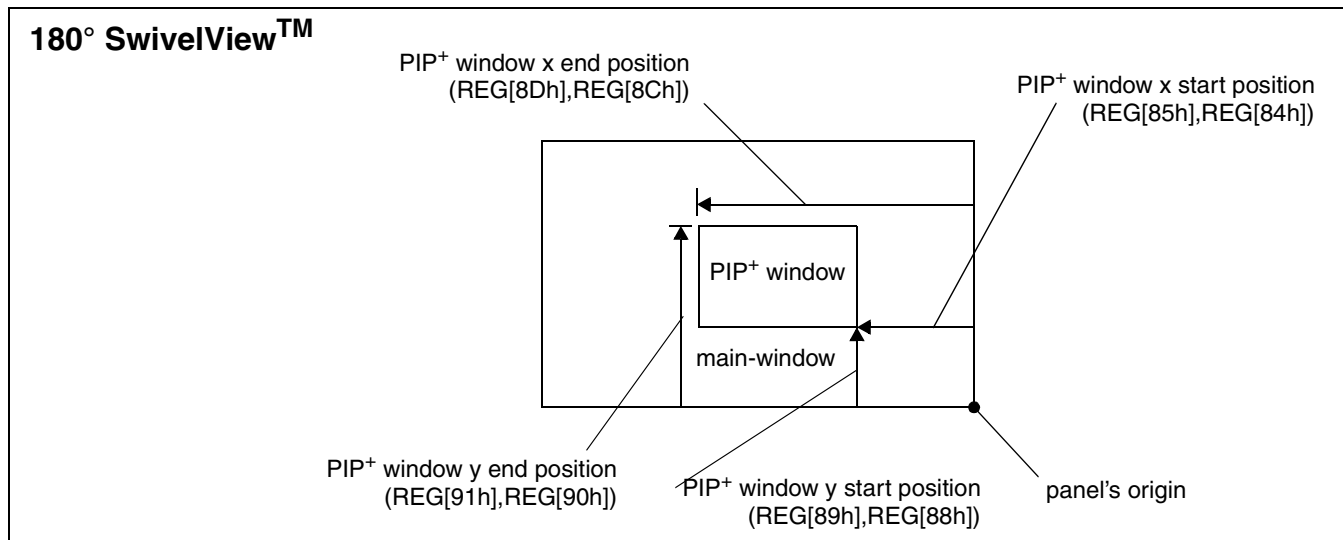 180° SwivelView™
PIP+ window x end position
(REG[8Dh],REG[8Ch])
PIP+ window x start position
(REG[85h],REG[84h])
PIP+ window
main-window
PIP+ window y end position
(REG[91h],REG[90h])
PIP+ window y start position
(REG[89h],REG[88h])
panel's origin